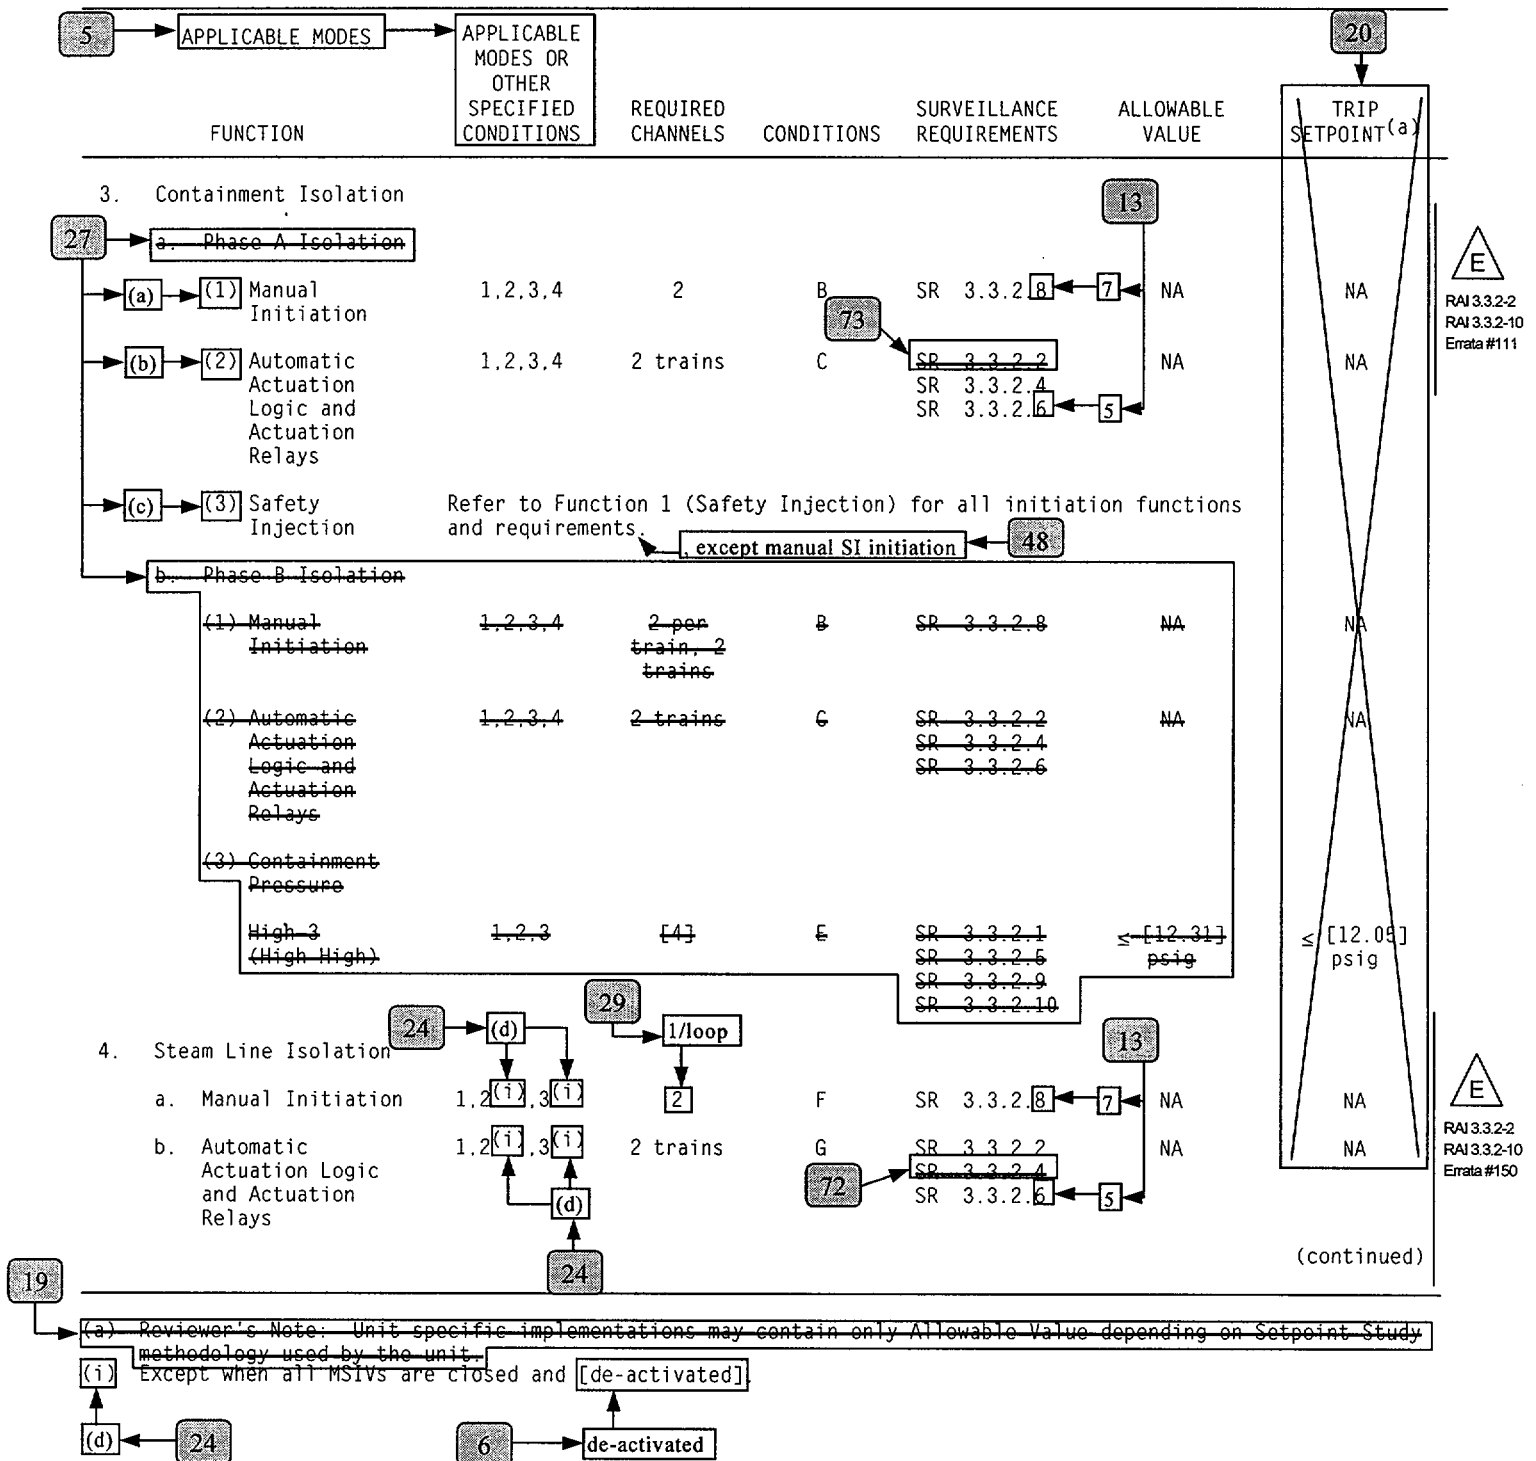 5 APPLICABLE MODES APPLICABLE 20
MODES OR
OTHER
SPECIFIED REQUIRED SURVEILLANCE ALLOWABLE TRIP
FUNCTION CONDITIONS CHANNELS CONDITIONS REQUIREMENTS VALUE SETPOINT(a)
3. Containment Isolation 13
27 a. Phase A Isolation
E
(a) (1) Manual 1,2,3,4 2 B SR 3.3.2.8 7 NA NA
Initiation
RAI 3.3.2-2
RAI 3.3.2-10
Errata #111
73
(b) (2) Automatic 1,2,3,4 2 trains C SR 3.3.2.2 NA NA
Actuation SR 3.3.2.4
Logic and SR 3.3.2.6 5
Actuation
Relays
(c) (3) Safety Refer to Function 1 (Safety Injection) for all initiation functions
Injection and requirements.
, except manual SI initiation 48
b. Phase B Isolation
(1) Manual 1,2,3,4 2 per B SR 3.3.2.8 NA NA
Initiation train, 2
trains
(2) Automatic 1,2,3,4 2 trains C SR 3.3.2.2 NA NA
Actuation SR 3.3.2.4
Logic and SR 3.3.2.6
Actuation
Relays
(3) Containment
Pressure
High-3 1,2,3 [4] E SR 3.3.2.1 ≤ [12.31] ≤ [12.05]
(High High) SR 3.3.2.5 psig psig
SR 3.3.2.9
SR 3.3.2.10
29
24 (d) 1/loop 13
4. Steam Line Isolation
E
a. Manual Initiation 1,2(i),3(i) 2 F SR 3.3.2.8 7 NA NA
RAI 3.3.2-2
RAI 3.3.2-10
Errata #150
b. Automatic 1,2(i),3(i) 2 trains G SR 3.3.2.2 NA NA
Actuation Logic SR 3.3.2.4
72
and Actuation (d) SR 3.3.2.6 5
Relays
24
(continued)
19
(a) Reviewer's Note: Unit specific implementations may contain only Allowable Value depending on Setpoint Study
methodology used by the unit.
(i) Except when all MSIVs are closed and [de-activated].
(d) 24 6 de-activated